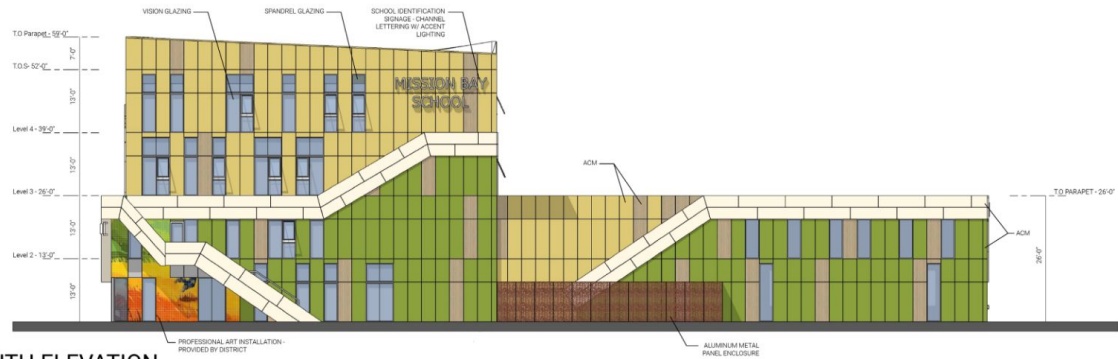 VISION GLAZING
SPANDREL GLAZING
SCHOOL IDENTIFICATION
SIGNAGE - CHANNEL
LETTERING W/ ACCENT
LIGHTING
T.O Parapet - 59'-0"
7'-0"
T.O.S- 52'-0"
13'-0"
MISSION BAY
SCHOOL
Level 4 - 39'-0"
13'-0"
ACM
Level 3 - 26'-0"
T.O PARAPET - 26'-0"
13'-0"
ACM
Level 2 - 13'-0"
26'-0"
13'-0"
PROFESSIONAL ART INSTALLATION -
PROVIDED BY DISTRICT
ALUMINUM METAL
PANEL ENCLOSURE
ELEVATION